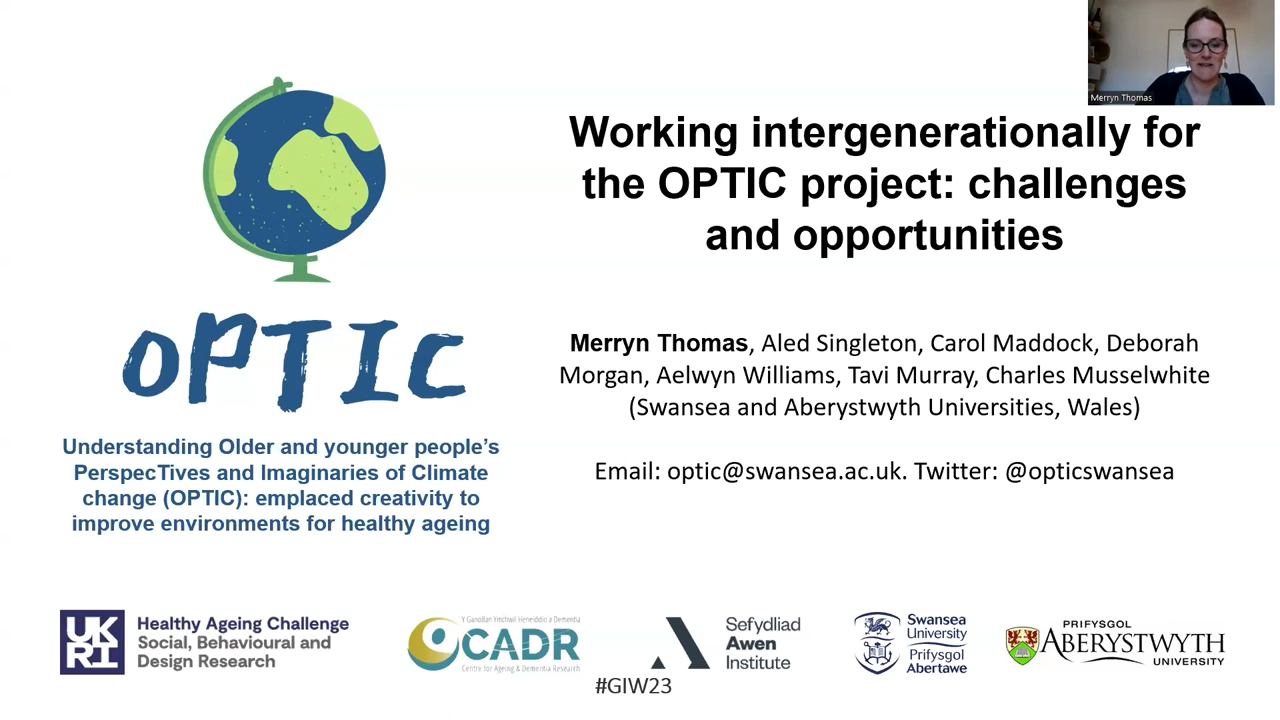 Merryn Thomas
Working intergenerationally for
the OPTIC project: challenges
and opportunities
OPTIC
Understanding Older and younger people's
PerspecTives and Imaginaries of Climate
change (OPTIC): emplaced creativity to
improve environments for healthy ageing
Merryn Thomas, Aled Singleton, Carol Maddock, Deborah
Morgan, Aelwyn Williams, Tavi Murray, Charles Musselwhite
(Swansea and Aberystwyth Universities, Wales)
Email: optic@swansea.ac.uk. Twitter: @opticswansea
UK
RI
Healthy Ageing Challenge
Social, Behavioural and
Design Research
Y Ganolfan Ymchwil Heneiddio a Dementia
CADR
Centre for Ageing & Dementia Research
Sefydliad
Awen
Institute
Swansea
University
Prifysgol
Abertawe
PRIFYSGOL
ABERYSTWYTH
UNIVERSITY
#GIW23